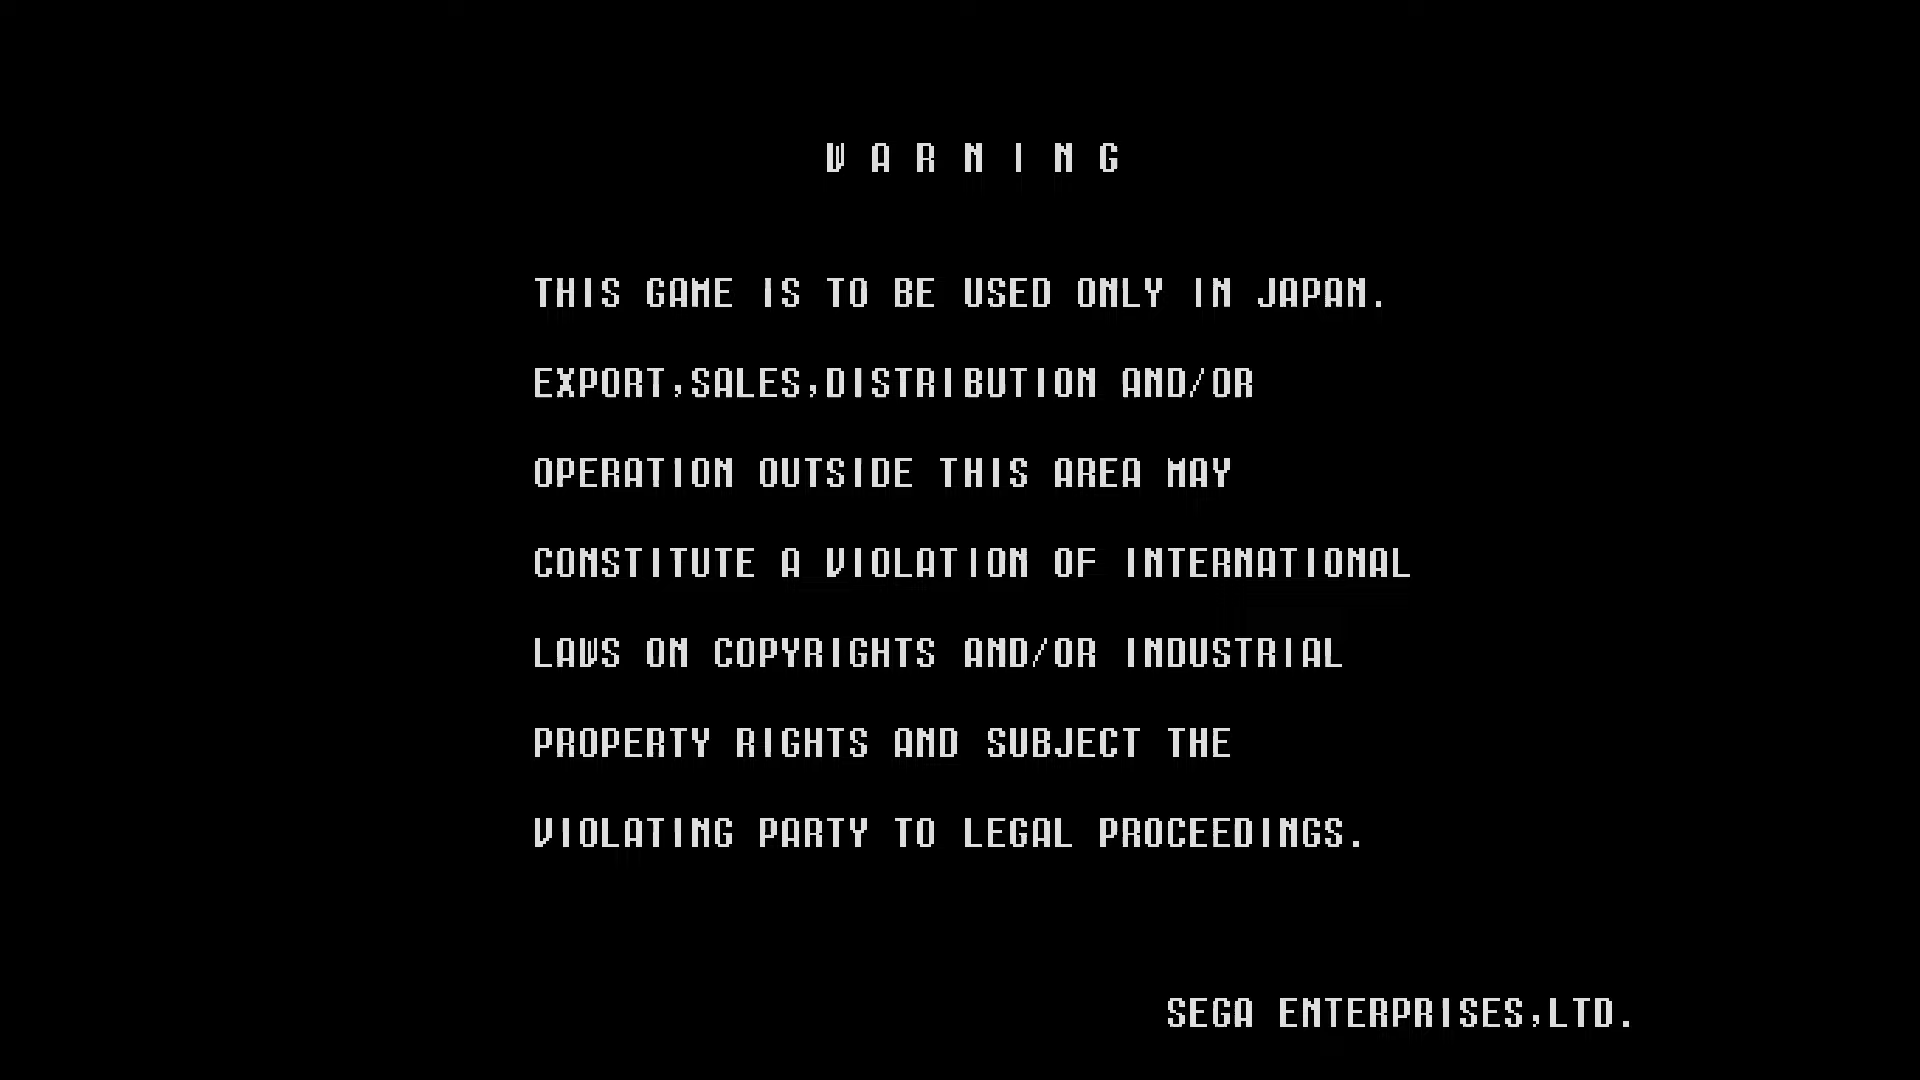 W A R N I N G
THIS GAME IS TO BE USED ONLY IN JAPAN.
EXPORT,SALES,DISTRIBUTION AND/OR
OPERATION OUTSIDE THIS AREA MAY
CONSTITUTE A VIOLATION OF INTERNATIONAL
LAWS ON COPYRIGHTS AND/OR INDUSTRIAL
PROPERTY RIGHTS AND SUBJECT THE
VIOLATING PARTY TO LEGAL PROCEEDINGS.
SEGA ENTERPRISES,LTD.